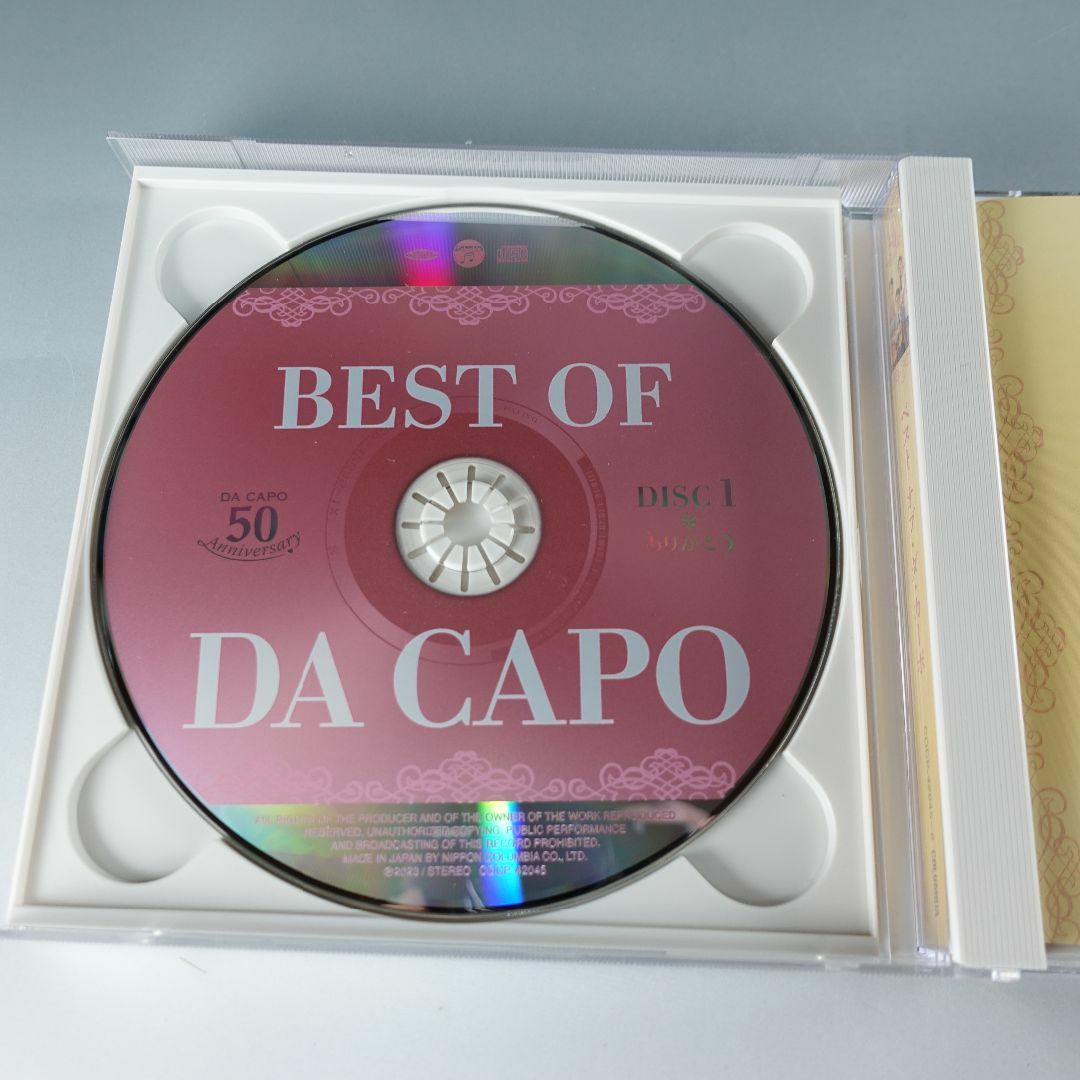 BEST OF
DA CAPO
50
Anniversary
DISC 1
ありがとう
DA CAPO
ALL RIGHTS OF THE PRODUCER AND OF THE OWNER OF THE WORK REPRODUCED
RESERVED. UNAUTHORIZED COPYING, PUBLIC PERFORMANCE
AND BROADCASTING OF THIS RECORD PROHIBITED.
MADE IN JAPAN BY NIPPON COLUMBIA CO., LTD.
℗2023 / STEREO COCP-42045
COLUMBIA